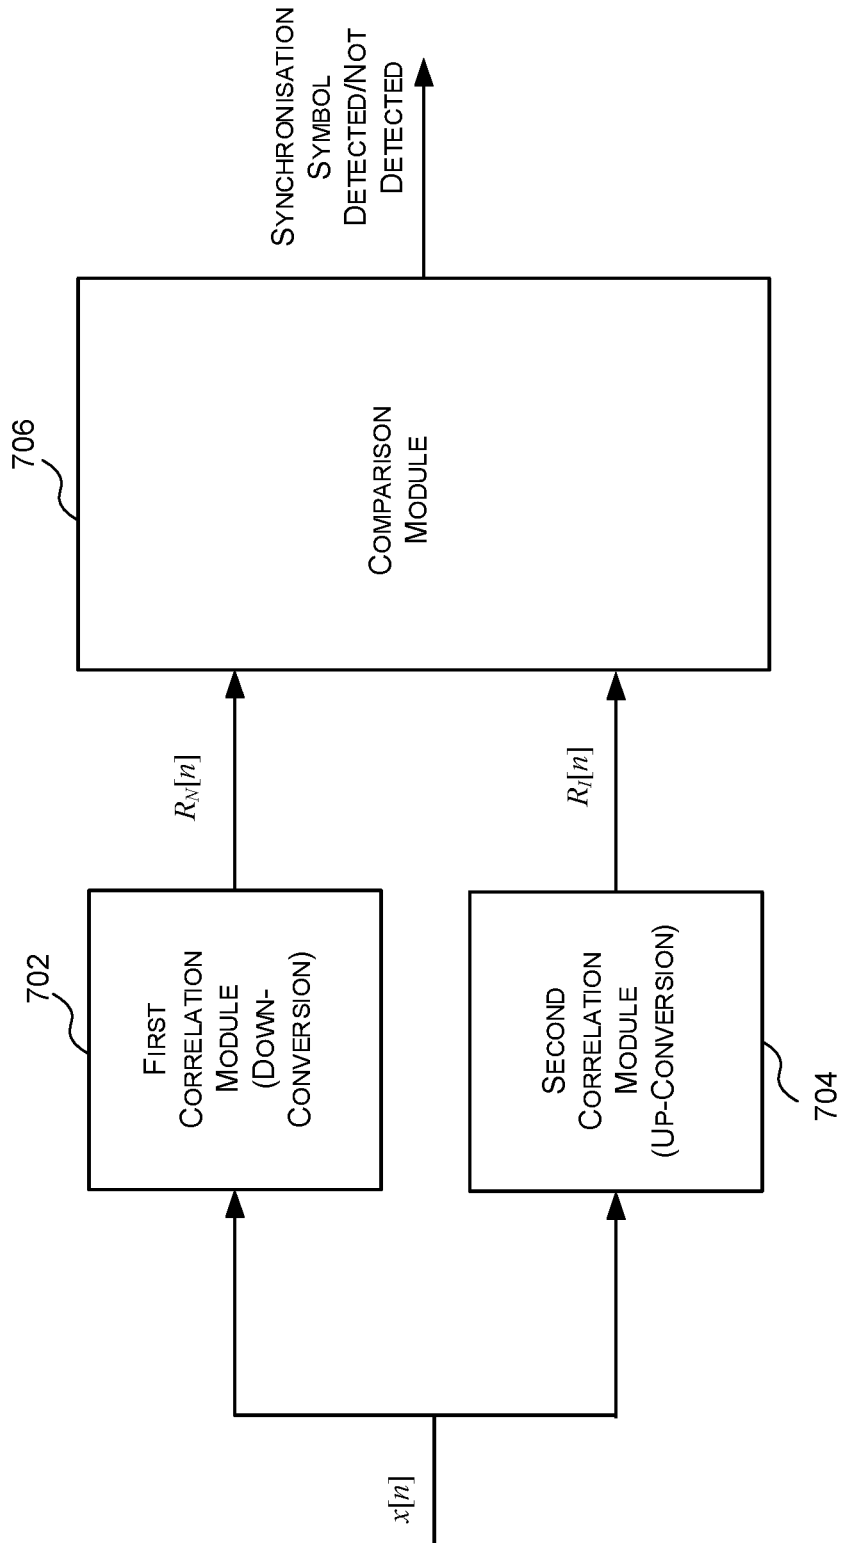 x[n]
702
FIRST
CORRELATION
MODULE
(DOWN-
CONVERSION)
SECOND
CORRELATION
MODULE
(UP-CONVERSION)
704
R_N[n]
R_I[n]
706
COMPARISON
MODULE
SYNCHRONISATION
SYMBOL
DETECTED/NOT
DETECTED